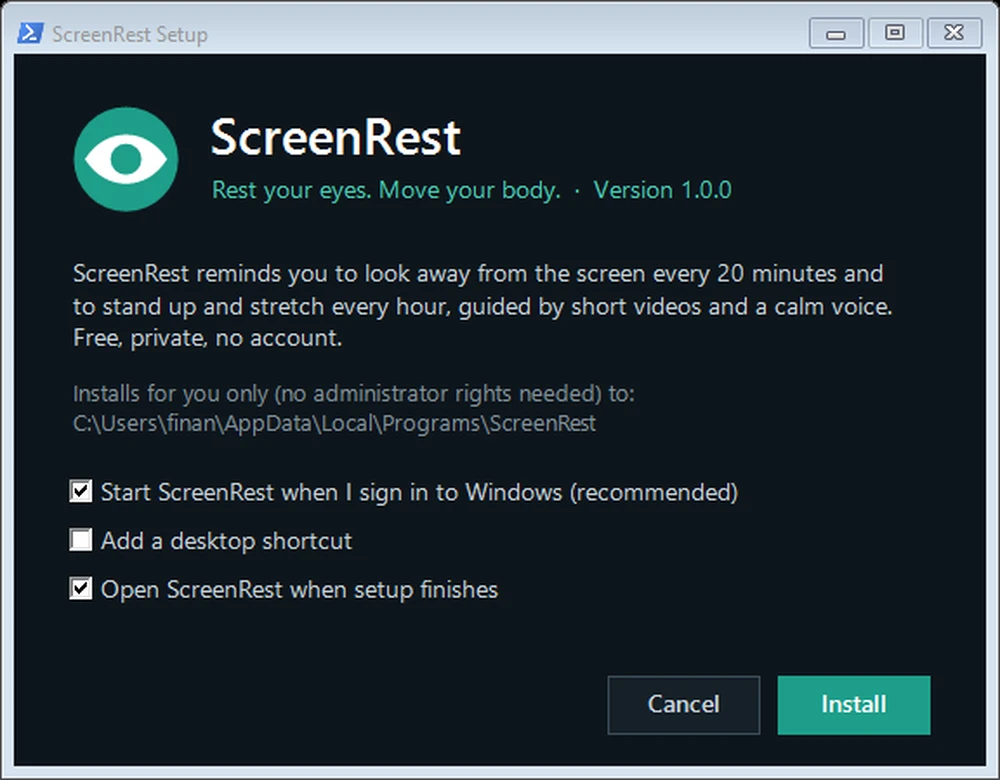 ScreenRest Setup
ScreenRest
Rest your eyes. Move your body. · Version 1.0.0
ScreenRest reminds you to look away from the screen every 20 minutes and
to stand up and stretch every hour, guided by short videos and a calm voice.
Free, private, no account.
Installs for you only (no administrator rights needed) to:
C:\Users\finan\AppData\Local\Programs\ScreenRest
Start ScreenRest when I sign in to Windows (recommended)
Add a desktop shortcut
Open ScreenRest when setup finishes
Cancel
Install